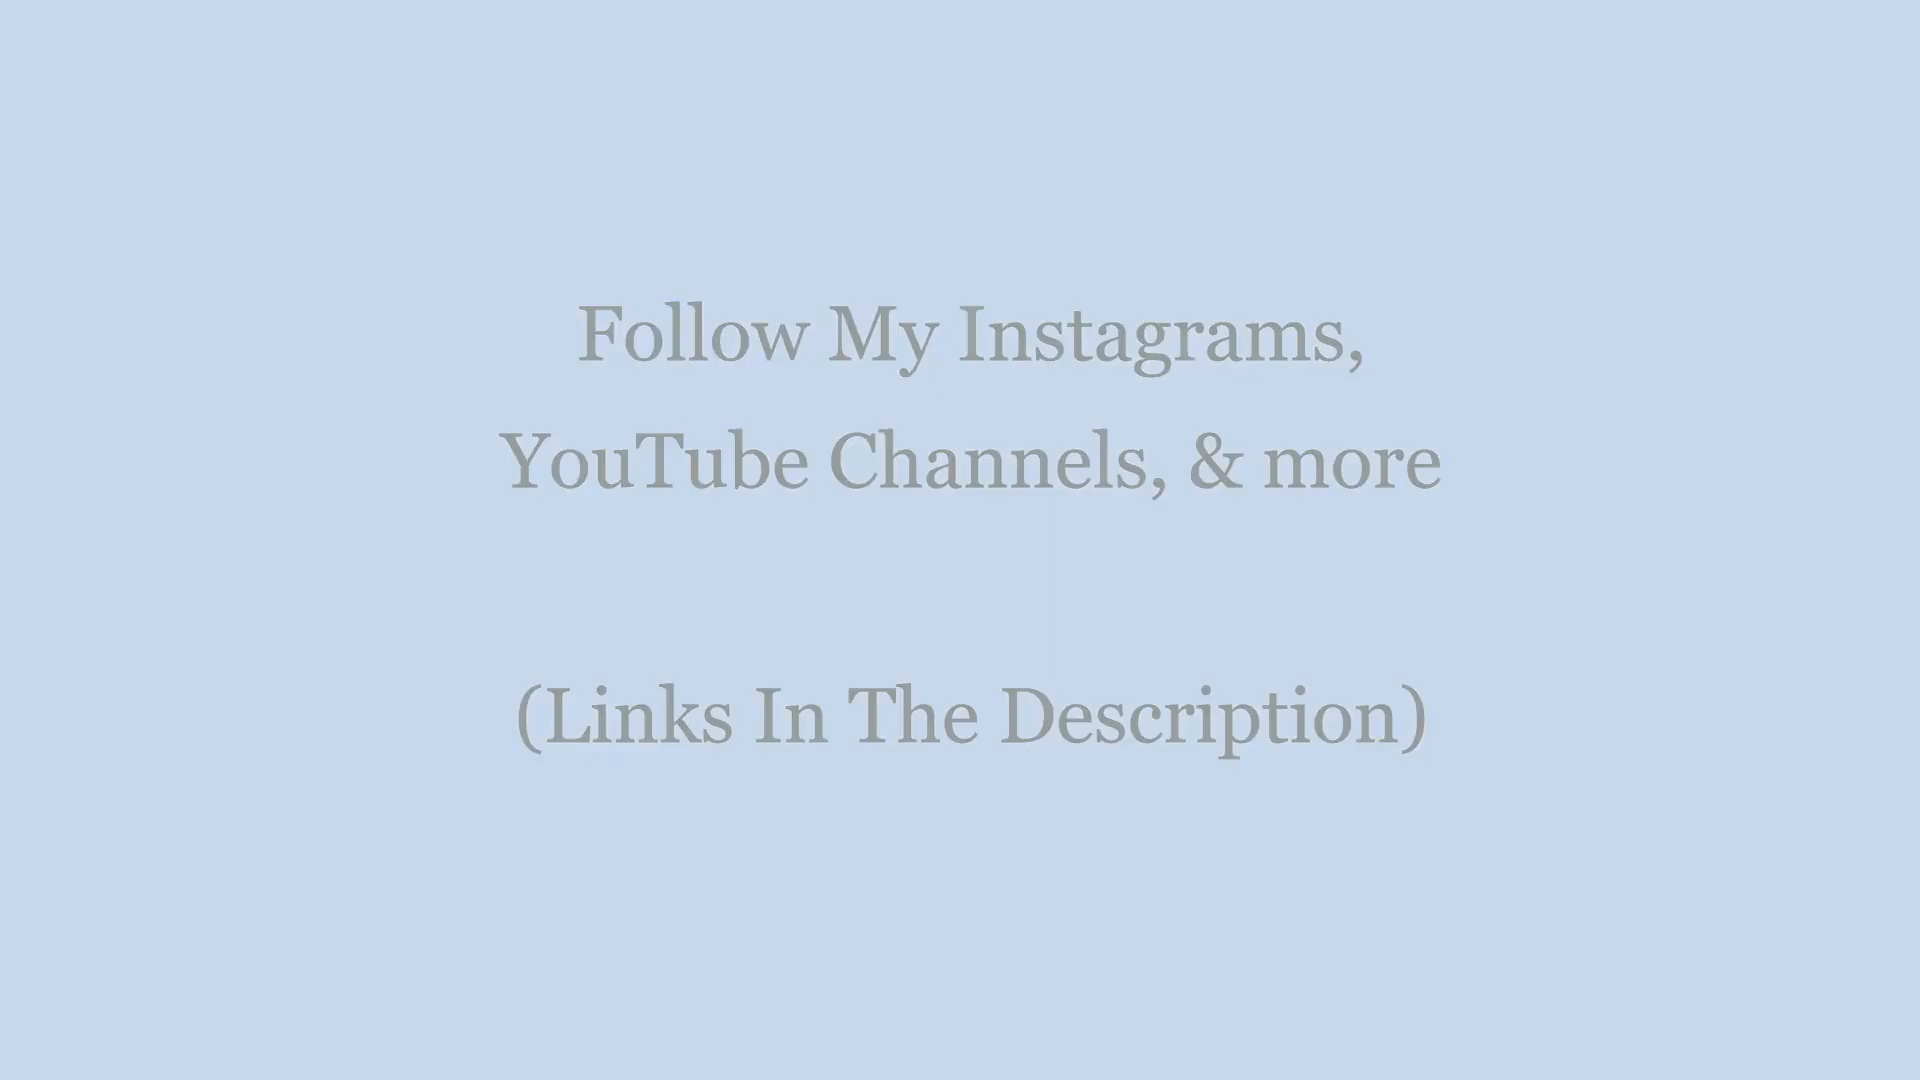 Follow My Instagrams,
YouTube Channels, & more
(Links In The Description)